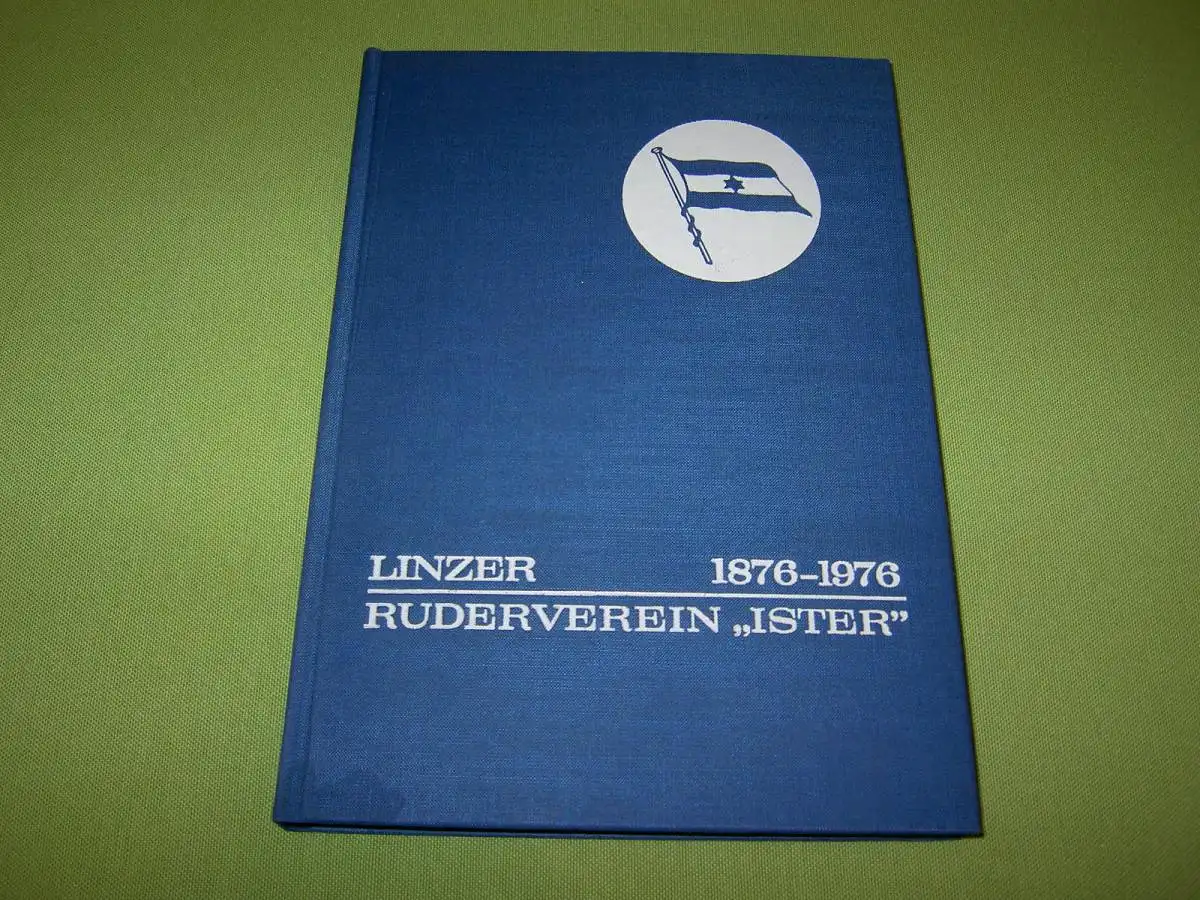 LINZER 1876-1976
RUDERVEREIN „ISTER”